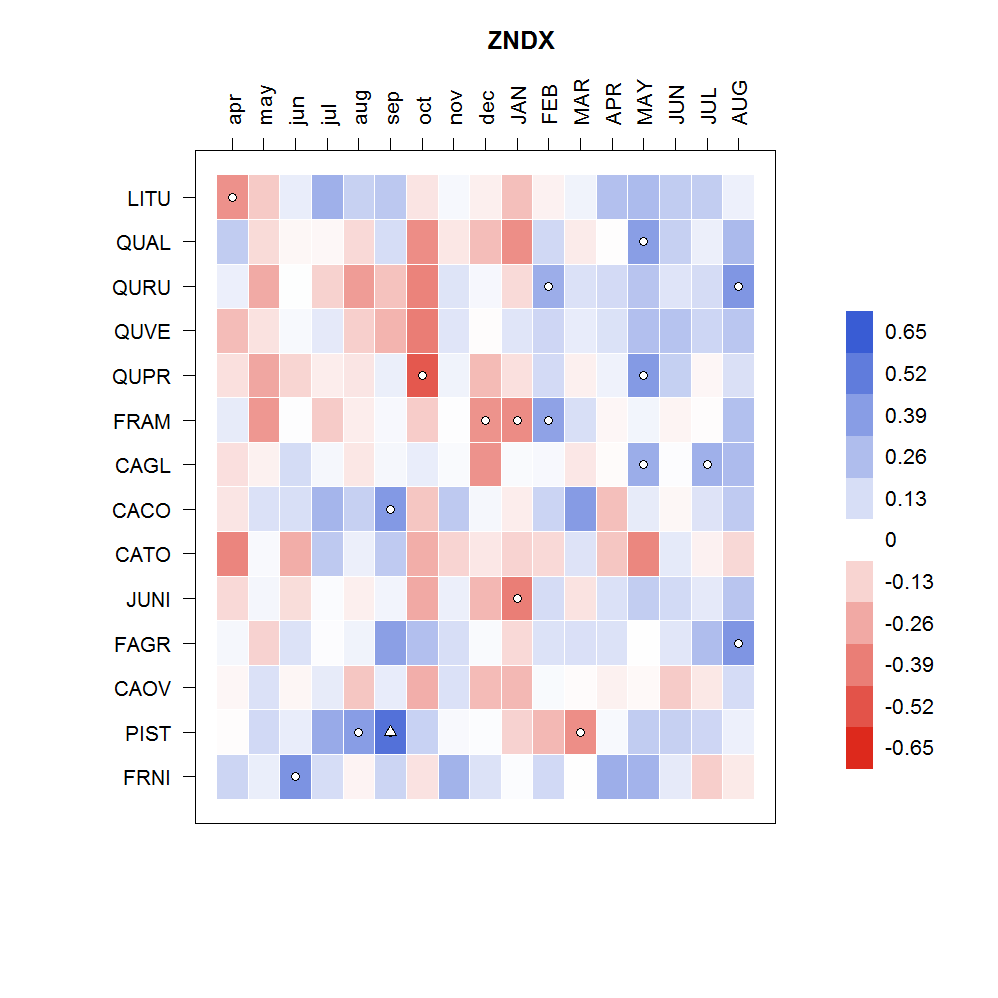 ZNDX
apr may jun jul aug sep oct nov dec JAN FEB MAR APR MAY JUN JUL AUG
LITU
QUAL
QURU
QUVE
QUPR
FRAM
CAGL
CACO
CATO
JUNI
FAGR
CAOV
PIST
FRNI
0.65
0.52
0.39
0.26
0.13
0
-0.13
-0.26
-0.39
-0.52
-0.65